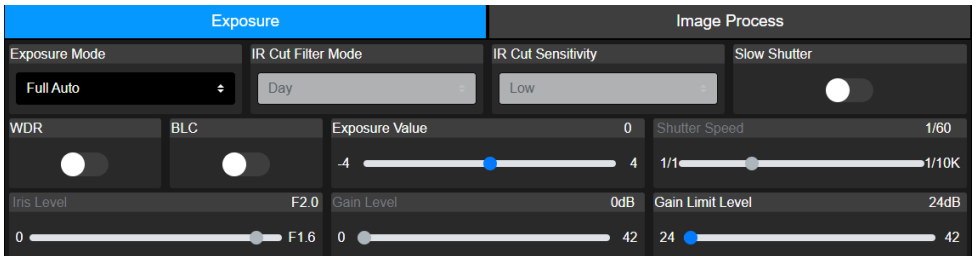 Exposure Image Process
Exposure Mode IR Cut Filter Mode IR Cut Sensitivity Slow Shutter
Full Auto Day Low
WDR BLC Exposure Value 0 Shutter Speed 1/60
-4 4 1/1 1/10K
Iris Level F2.0 Gain Level 0dB Gain Limit Level 24dB
0 F1.6 0 42 24 42